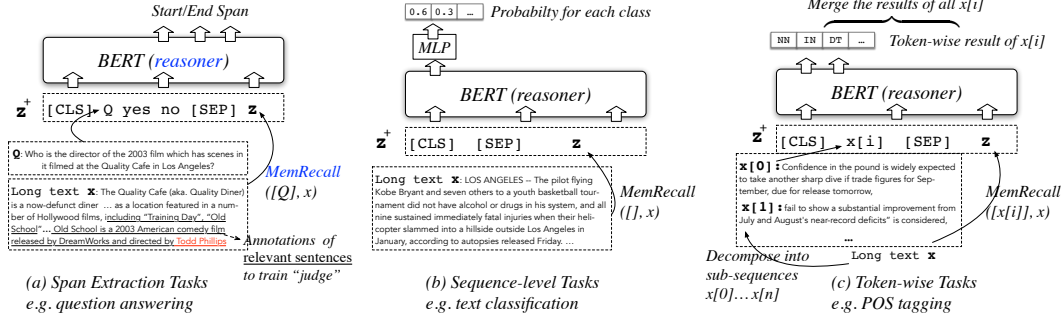 Start/End Span
BERT (reasoner)
z+ [CLS] Q yes no [SEP] z
Q: Who is the director of the 2003 film which has scenes in
it filmed at the Quality Cafe in Los Angeles?
MemRecall
([Q], x)
Long text x: The Quality Cafe (aka. Quality Diner)
is a now-defunct diner … as a location featured in a num-
ber of Hollywood films, including "Training Day", "Old
School"… Old School is a 2003 American comedy film
released by DreamWorks and directed by Todd Phillips
Annotations of
relevant sentences
to train "judge"
(a) Span Extraction Tasks
e.g. question answering
0.6 0.3 … Probabilty for each class
MLP
BERT (reasoner)
z+ [CLS] [SEP] z
Long text x: LOS ANGELES -- The pilot flying
Kobe Bryant and seven others to a youth basketball tour-
nament did not have alcohol or drugs in his system, and all
nine sustained immediately fatal injuries when their heli-
copter slammed into a hillside outside Los Angeles in
January, according to autopsies released Friday. …
MemRecall
([], x)
(b) Sequence-level Tasks
e.g. text classification
Merge the results of all x[i]
NN IN DT … Token-wise result of x[i]
BERT (reasoner)
z+ [CLS] x[i] [SEP] z
x[0]: Confidence in the pound is widely expected
to take another sharp dive if trade figures for Sep-
tember, due for release tomorrow,
x[1]: fail to show a substantial improvement from
July and August's near-record deficits" is considered,
…
MemRecall
([x[i]], x)
Long text x
Decompose into
sub-sequences
x[0]…x[n]
(c) Token-wise Tasks
e.g. POS tagging